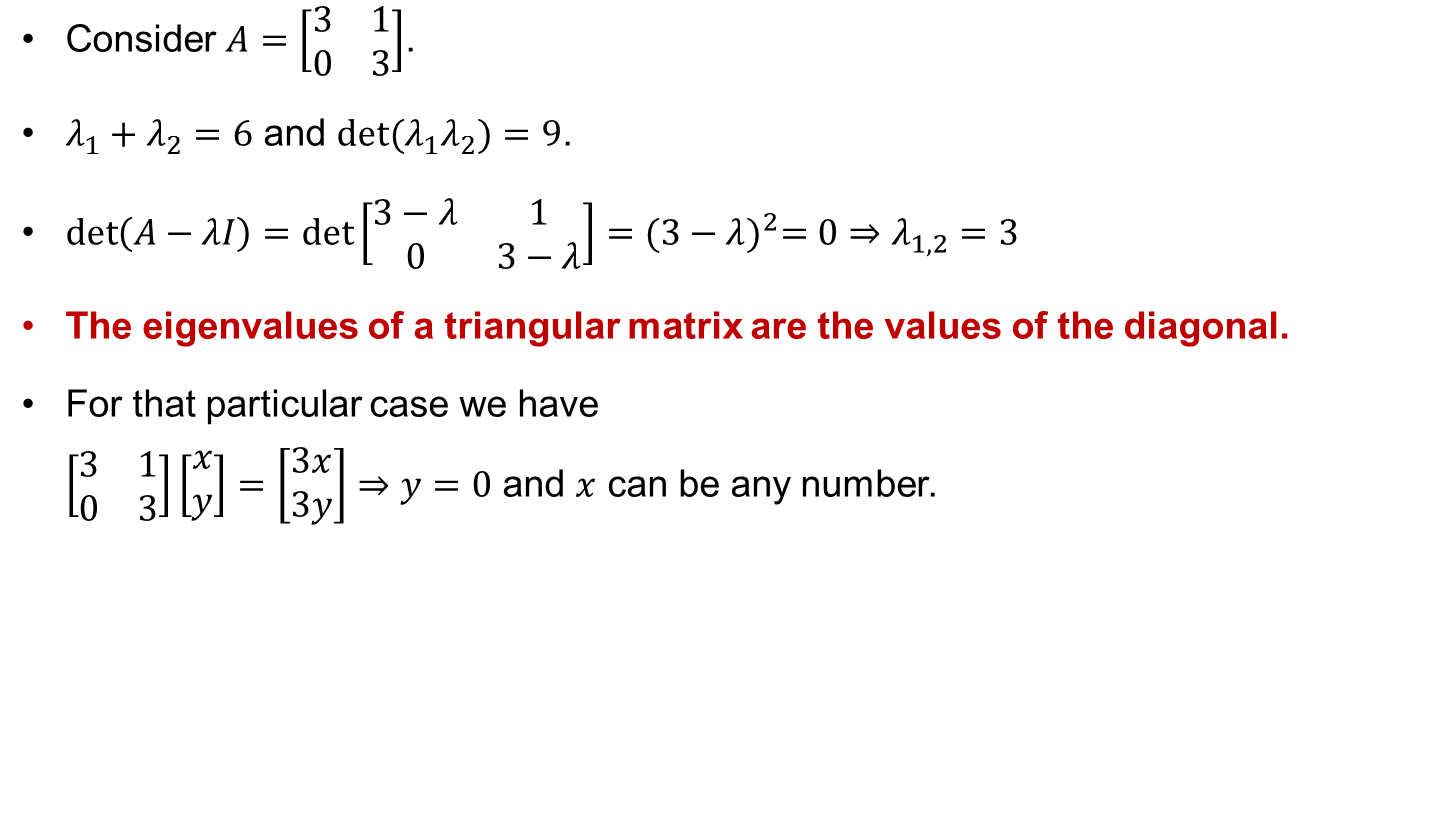 • Consider 𝐴 = [3 1; 0 3].
• 𝜆₁ + 𝜆₂ = 6 and det(𝜆₁𝜆₂) = 9.
• det(𝐴 − 𝜆𝐼) = det[3 − 𝜆 1; 0 3 − 𝜆] = (3 − 𝜆)² = 0 ⇒ 𝜆₁,₂ = 3
• The eigenvalues of a triangular matrix are the values of the diagonal.
• For that particular case we have
[3 1; 0 3][𝑥; 𝑦] = [3𝑥; 3𝑦] ⇒ 𝑦 = 0 and 𝑥 can be any number.